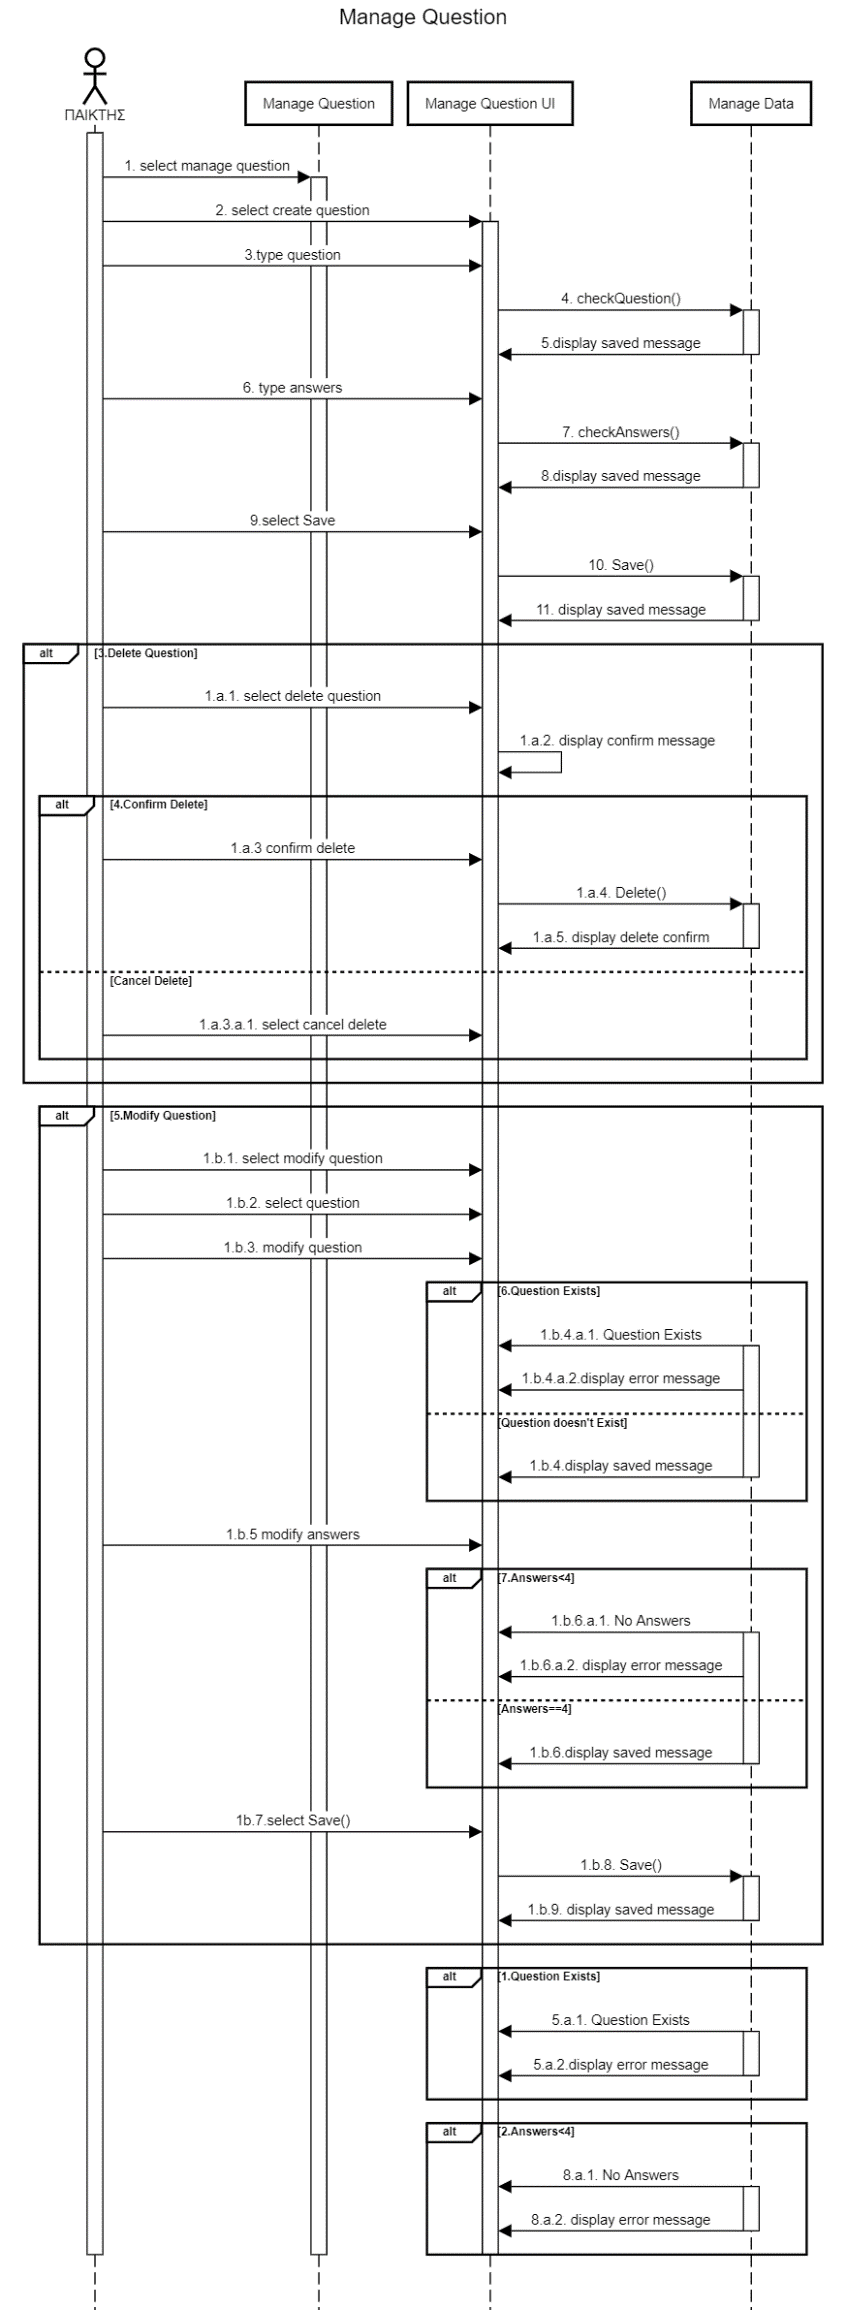 Manage Question
ΠΑΙΚΤΗΣ
Manage Question
Manage Question UI
Manage Data
1. select manage question
2. select create question
3.type question
4. checkQuestion()
5.display saved message
6. type answers
7. checkAnswers()
8.display saved message
9.select Save
10. Save()
11. display saved message
alt
[3.Delete Question]
1.a.1. select delete question
1.a.2. display confirm message
alt
[4.Confirm Delete]
1.a.3 confirm delete
1.a.4. Delete()
1.a.5. display delete confirm
[Cancel Delete]
1.a.3.a.1. select cancel delete
alt
[5.Modify Question]
1.b.1. select modify question
1.b.2. select question
1.b.3. modify question
alt
[6.Question Exists]
1.b.4.a.1. Question Exists
1.b.4.a.2.display error message
[Question doesn't Exist]
1.b.4.display saved message
1.b.5 modify answers
alt
[7.Answers<4]
1.b.6.a.1. No Answers
1.b.6.a.2. display error message
[Answers==4]
1.b.6.display saved message
1b.7.select Save()
1.b.8. Save()
1.b.9. display saved message
alt
[1.Question Exists]
5.a.1. Question Exists
5.a.2.display error message
alt
[2.Answers<4]
8.a.1. No Answers
8.a.2. display error message